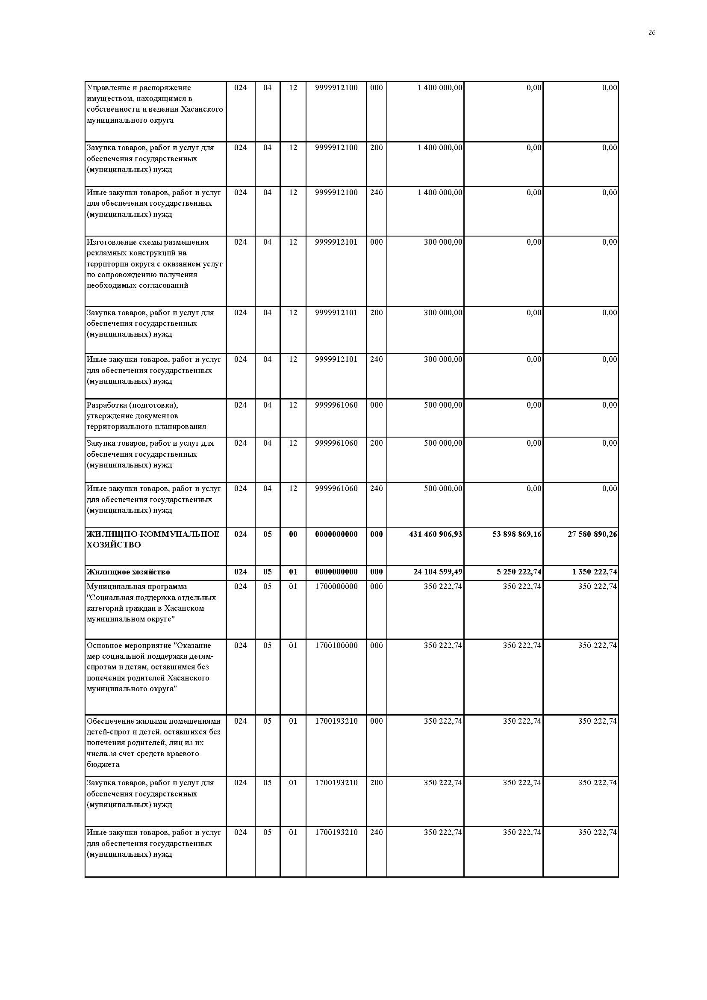 26
Управление и распоряжение 024 04 12 9999912100 000 1 400 000,00 0,00 0,00
имуществом, находящимся в
собственности и ведении Хасанского
муниципального округа
Закупка товаров, работ и услуг для 024 04 12 9999912100 200 1 400 000,00 0,00 0,00
обеспечения государственных
(муниципальных) нужд
Иные закупки товаров, работ и услуг 024 04 12 9999912100 240 1 400 000,00 0,00 0,00
для обеспечения государственных
(муниципальных) нужд
Изготовление схемы размещения 024 04 12 9999912101 000 300 000,00 0,00 0,00
рекламных конструкций на
территории округа с оказанием услуг
по сопровождению получения
необходимых согласований
Закупка товаров, работ и услуг для 024 04 12 9999912101 200 300 000,00 0,00 0,00
обеспечения государственных
(муниципальных) нужд
Иные закупки товаров, работ и услуг 024 04 12 9999912101 240 300 000,00 0,00 0,00
для обеспечения государственных
(муниципальных) нужд
Разработка (подготовка), 024 04 12 9999961060 000 500 000,00 0,00 0,00
утверждение документов
территориального планирования
Закупка товаров, работ и услуг для 024 04 12 9999961060 200 500 000,00 0,00 0,00
обеспечения государственных
(муниципальных) нужд
Иные закупки товаров, работ и услуг 024 04 12 9999961060 240 500 000,00 0,00 0,00
для обеспечения государственных
(муниципальных) нужд
ЖИЛИЩНО-КОММУНАЛЬНОЕ 024 05 00 0000000000 000 431 460 906,93 53 898 869,16 27 580 890,26
ХОЗЯЙСТВО
Жилищное хозяйство 024 05 01 0000000000 000 24 104 599,49 5 250 222,74 1 350 222,74
Муниципальная программа 024 05 01 1700000000 000 350 222,74 350 222,74 350 222,74
"Социальная поддержка отдельных
категорий граждан в Хасанском
муниципальном округе"
Основное мероприятие "Оказание 024 05 01 1700100000 000 350 222,74 350 222,74 350 222,74
мер социальной поддержки детям-
сиротам и детям, оставшимся без
попечения родителей Хасанского
муниципального округа"
Обеспечение жилыми помещениями 024 05 01 1700193210 000 350 222,74 350 222,74 350 222,74
детей-сирот и детей, оставшихся без
попечения родителей, лиц из их
числа за счет средств краевого
бюджета
Закупка товаров, работ и услуг для 024 05 01 1700193210 200 350 222,74 350 222,74 350 222,74
обеспечения государственных
(муниципальных) нужд
Иные закупки товаров, работ и услуг 024 05 01 1700193210 240 350 222,74 350 222,74 350 222,74
для обеспечения государственных
(муниципальных) нужд